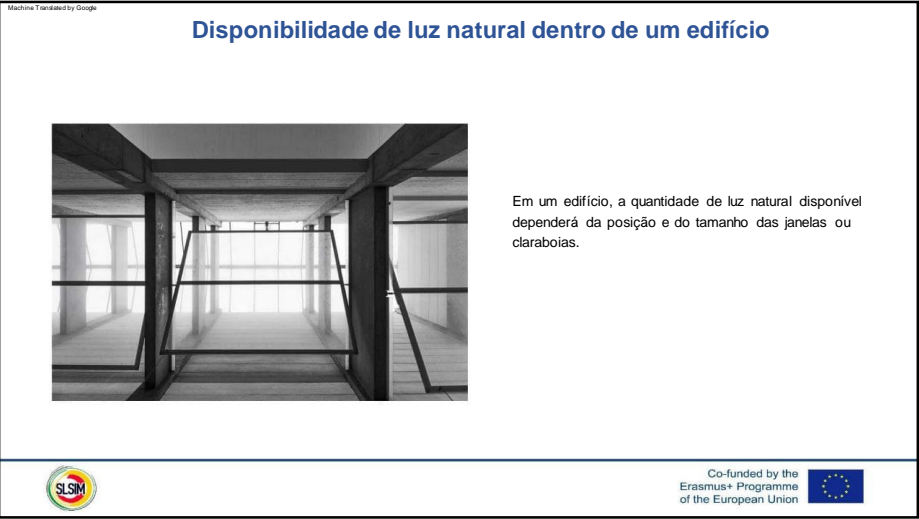 Machine Translated by Google
Disponibilidade de luz natural dentro de um edifício
Em um edifício, a quantidade de luz natural disponível
dependerá da posição e do tamanho das janelas ou
claraboias.
SLSIM
Co-funded by the
Erasmus+ Programme
of the European Union